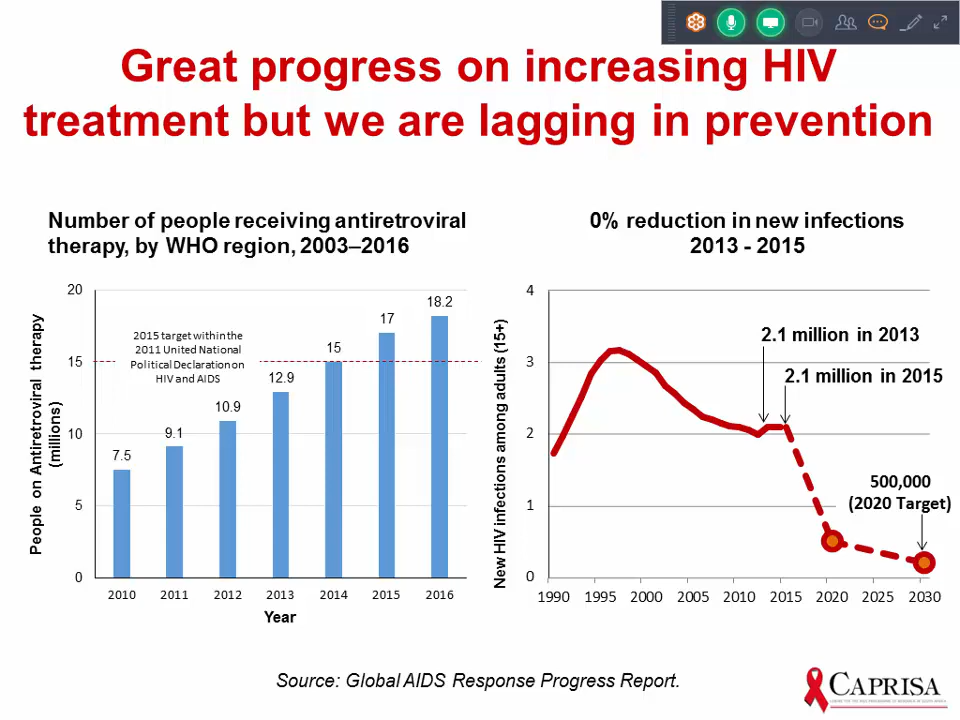 Great progress on increasing HIV
treatment but we are lagging in prevention
Number of people receiving antiretroviral
therapy, by WHO region, 2003–2016
People on Antiretroviral therapy
(millions)
20
15
10
5
0
2015 target within the
2011 United National
Political Declaration on
HIV and AIDS
7.5
9.1
10.9
12.9
15
17
18.2
2010 2011 2012 2013 2014 2015 2016
Year
0% reduction in new infections
2013 - 2015
New HIV infections among adults (15+)
4
3
2
1
0
2.1 million in 2013
2.1 million in 2015
500,000
(2020 Target)
1990 1995 2000 2005 2010 2015 2020 2025 2030
Source: Global AIDS Response Progress Report.
CAPRISA